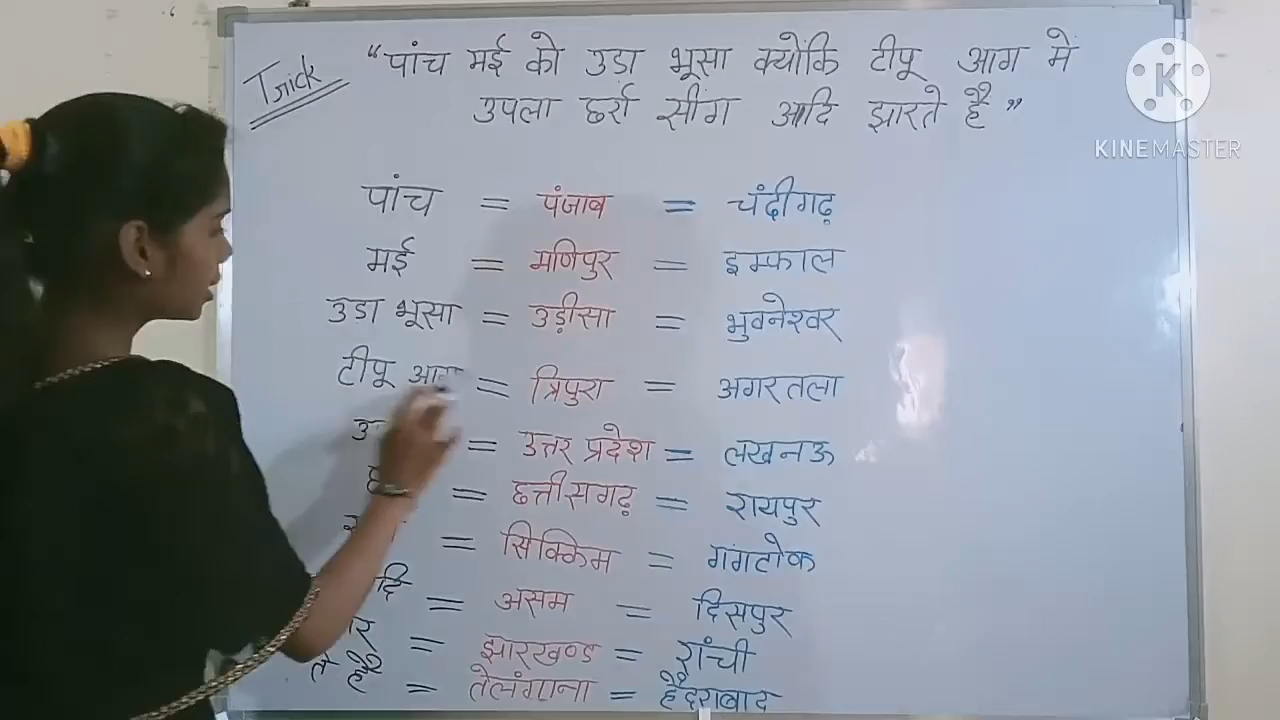 Trick "पांच मई को उडा भूसा क्योंकि टीपू आग में
उपला छर्रा सींग आदि झारते है"
K
KINEMASTER
पांच = पंजाब = चंदीगढ़
मई = मणिपुर = इम्फाल
उडा भूसा = उड़ीसा = भुवनेश्वर
टीपू आग = त्रिपुरा = अगरतला
= उत्तर प्रदेश = लखनऊ
= छत्तीसगढ़ = रायपुर
= सिक्किम = गंगटोक
दि = असम = दिसपुर
= झारखण्ड = रांची
ते है = तेलंगाना = हैदराबाद